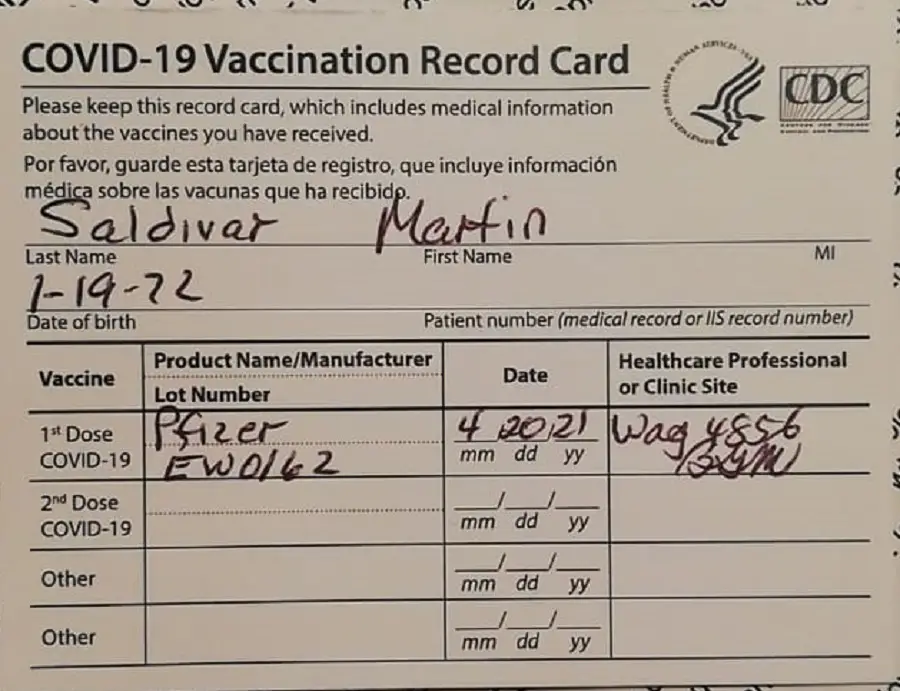 COVID-19 Vaccination Record Card
CDC
Please keep this record card, which includes medical information
about the vaccines you have received.
Por favor, guarde esta tarjeta de registro, que incluye información
médica sobre las vacunas que ha recibido.
Saldivar Martin
Last Name First Name MI
1-19-72
Date of birth Patient number (medical record or IIS record number)
Vaccine Product Name/Manufacturer Date Healthcare Professional
Lot Number or Clinic Site
1st Dose Pfizer 4 20 21 Wag 4856
COVID-19 EW0162 mm dd yy
2nd Dose
COVID-19 mm dd yy
Other mm dd yy
Other mm dd yy